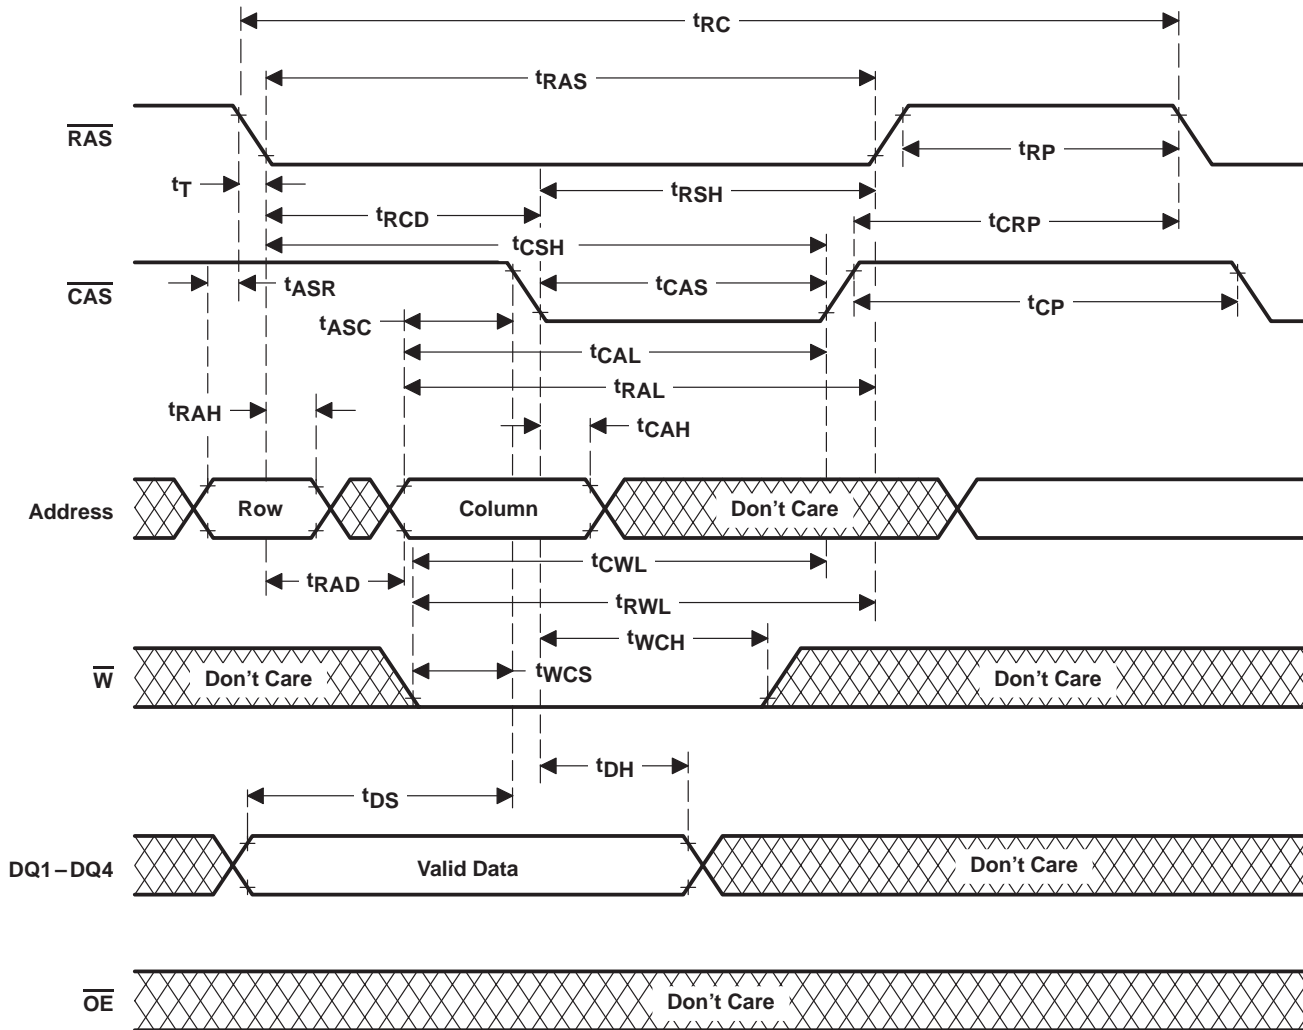 tRC
tRAS
RAS
tRP
tT
tRSH
tRCD
tCRP
tCSH
CAS
tASR
tCAS
tCP
tASC
tCAL
tRAL
tRAH
tCAH
Address
Row
Column
Don't Care
tCWL
tRAD
tRWL
tWCH
W
Don't Care
tWCS
Don't Care
tDH
tDS
DQ1–DQ4
Valid Data
Don't Care
OE
Don't Care